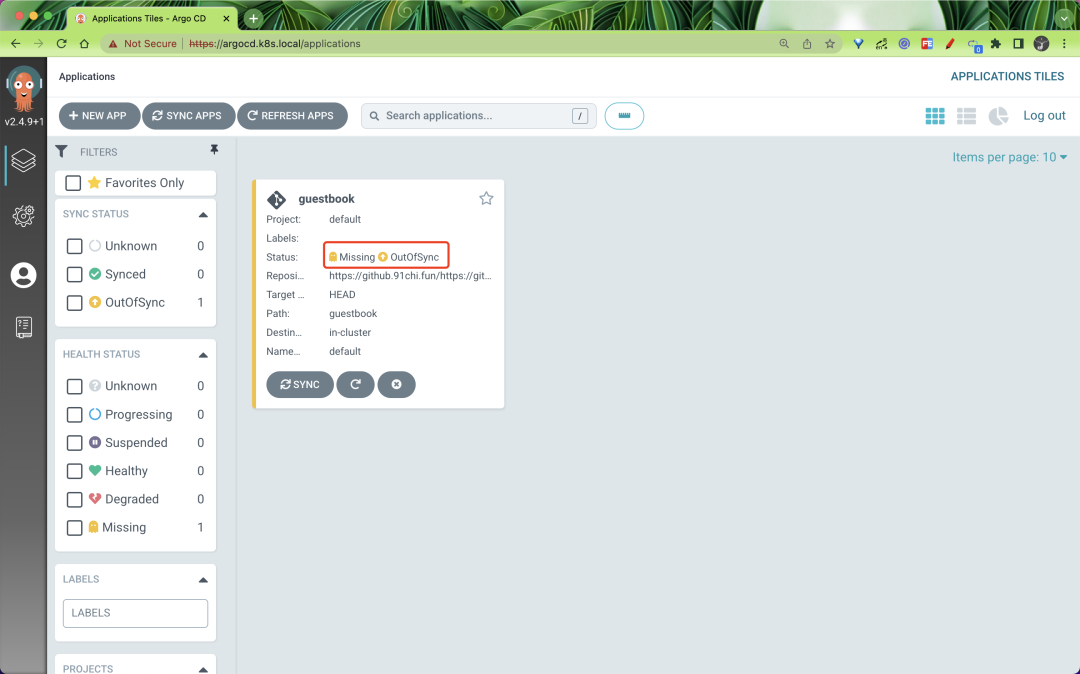 Applications Tiles - Argo CD
Not Secure
https://argocd.k8s.local/applications
FE
0
v2.4.9+1
Applications
APPLICATIONS TILES
NEW APP
SYNC APPS
REFRESH APPS
Search applications...
/
Log out
FILTERS
Items per page: 10
Favorites Only
SYNC STATUS
Unknown 0
Synced 0
OutOfSync 1
HEALTH STATUS
Unknown 0
Progressing 0
Suspended 0
Healthy 0
Degraded 0
Missing 1
LABELS
LABELS
PROJECTS
guestbook
Project: default
Labels:
Status: Missing OutOfSync
Reposi... https://github.91chi.fun/https://git...
Target ... HEAD
Path: guestbook
Destin... in-cluster
Name... default
SYNC